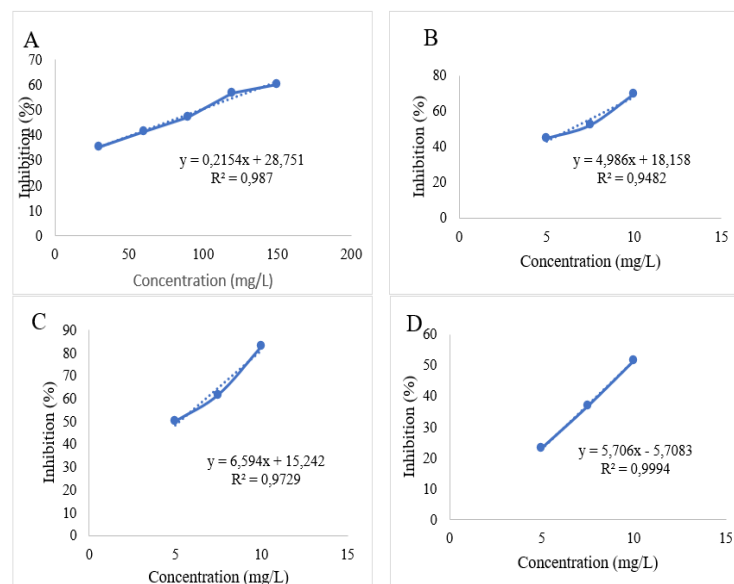 A
70
60
50
40
30
20
10
0
Inhibition (%)
y = 0,2154x + 28,751
R² = 0,987
0 50 100 150 200
Concentration (mg/L)
B
80
60
40
20
0
Inhibition (%)
y = 4,986x + 18,158
R² = 0,9482
0 5 10 15
Concentration (mg/L)
C
90
80
70
60
50
40
30
20
10
0
Inhibition (%)
y = 6,594x + 15,242
R² = 0,9729
0 5 10 15
Concentration (mg/L)
D
60
50
40
30
20
10
0
Inhibition (%)
y = 5,706x - 5,7083
R² = 0,9994
0 5 10 15
Concentration (mg/L)